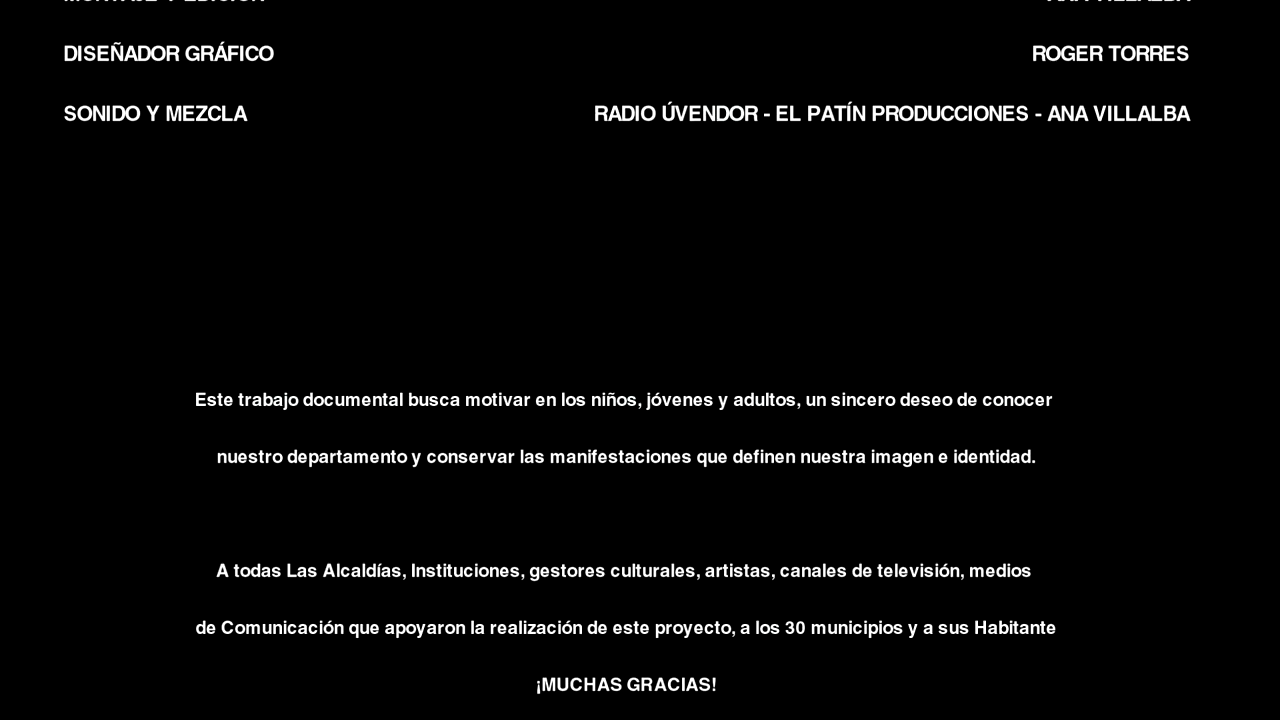 DISEÑADOR GRÁFICO ROGER TORRES
SONIDO Y MEZCLA RADIO ÚVENDOR - EL PATÍN PRODUCCIONES - ANA VILLALBA
Este trabajo documental busca motivar en los niños, jóvenes y adultos, un sincero deseo de conocer
nuestro departamento y conservar las manifestaciones que definen nuestra imagen e identidad.
A todas Las Alcaldías, Instituciones, gestores culturales, artistas, canales de televisión, medios
de Comunicación que apoyaron la realización de este proyecto, a los 30 municipios y a sus Habitante
¡MUCHAS GRACIAS!